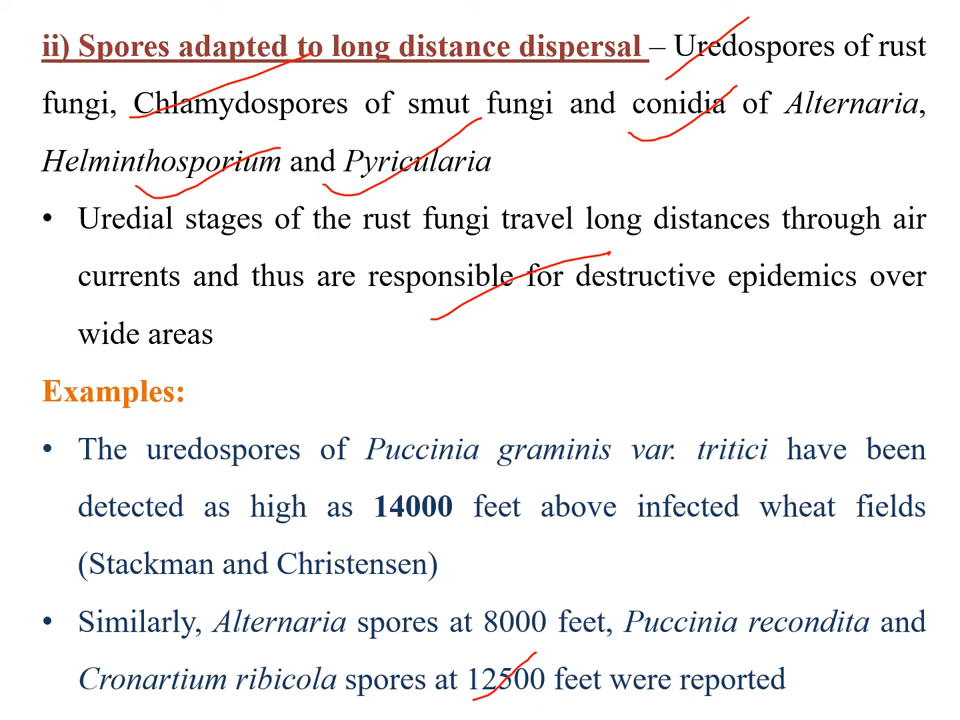 ii) Spores adapted to long distance dispersal – Uredospores of rust
fungi, Chlamydospores of smut fungi and conidia of Alternaria,
Helminthosporium and Pyricularia
• Uredial stages of the rust fungi travel long distances through air
currents and thus are responsible for destructive epidemics over
wide areas
Examples:
• The uredospores of Puccinia graminis var. tritici have been
detected as high as 14000 feet above infected wheat fields
(Stackman and Christensen)
• Similarly, Alternaria spores at 8000 feet, Puccinia recondita and
Cronartium ribicola spores at 12500 feet were reported